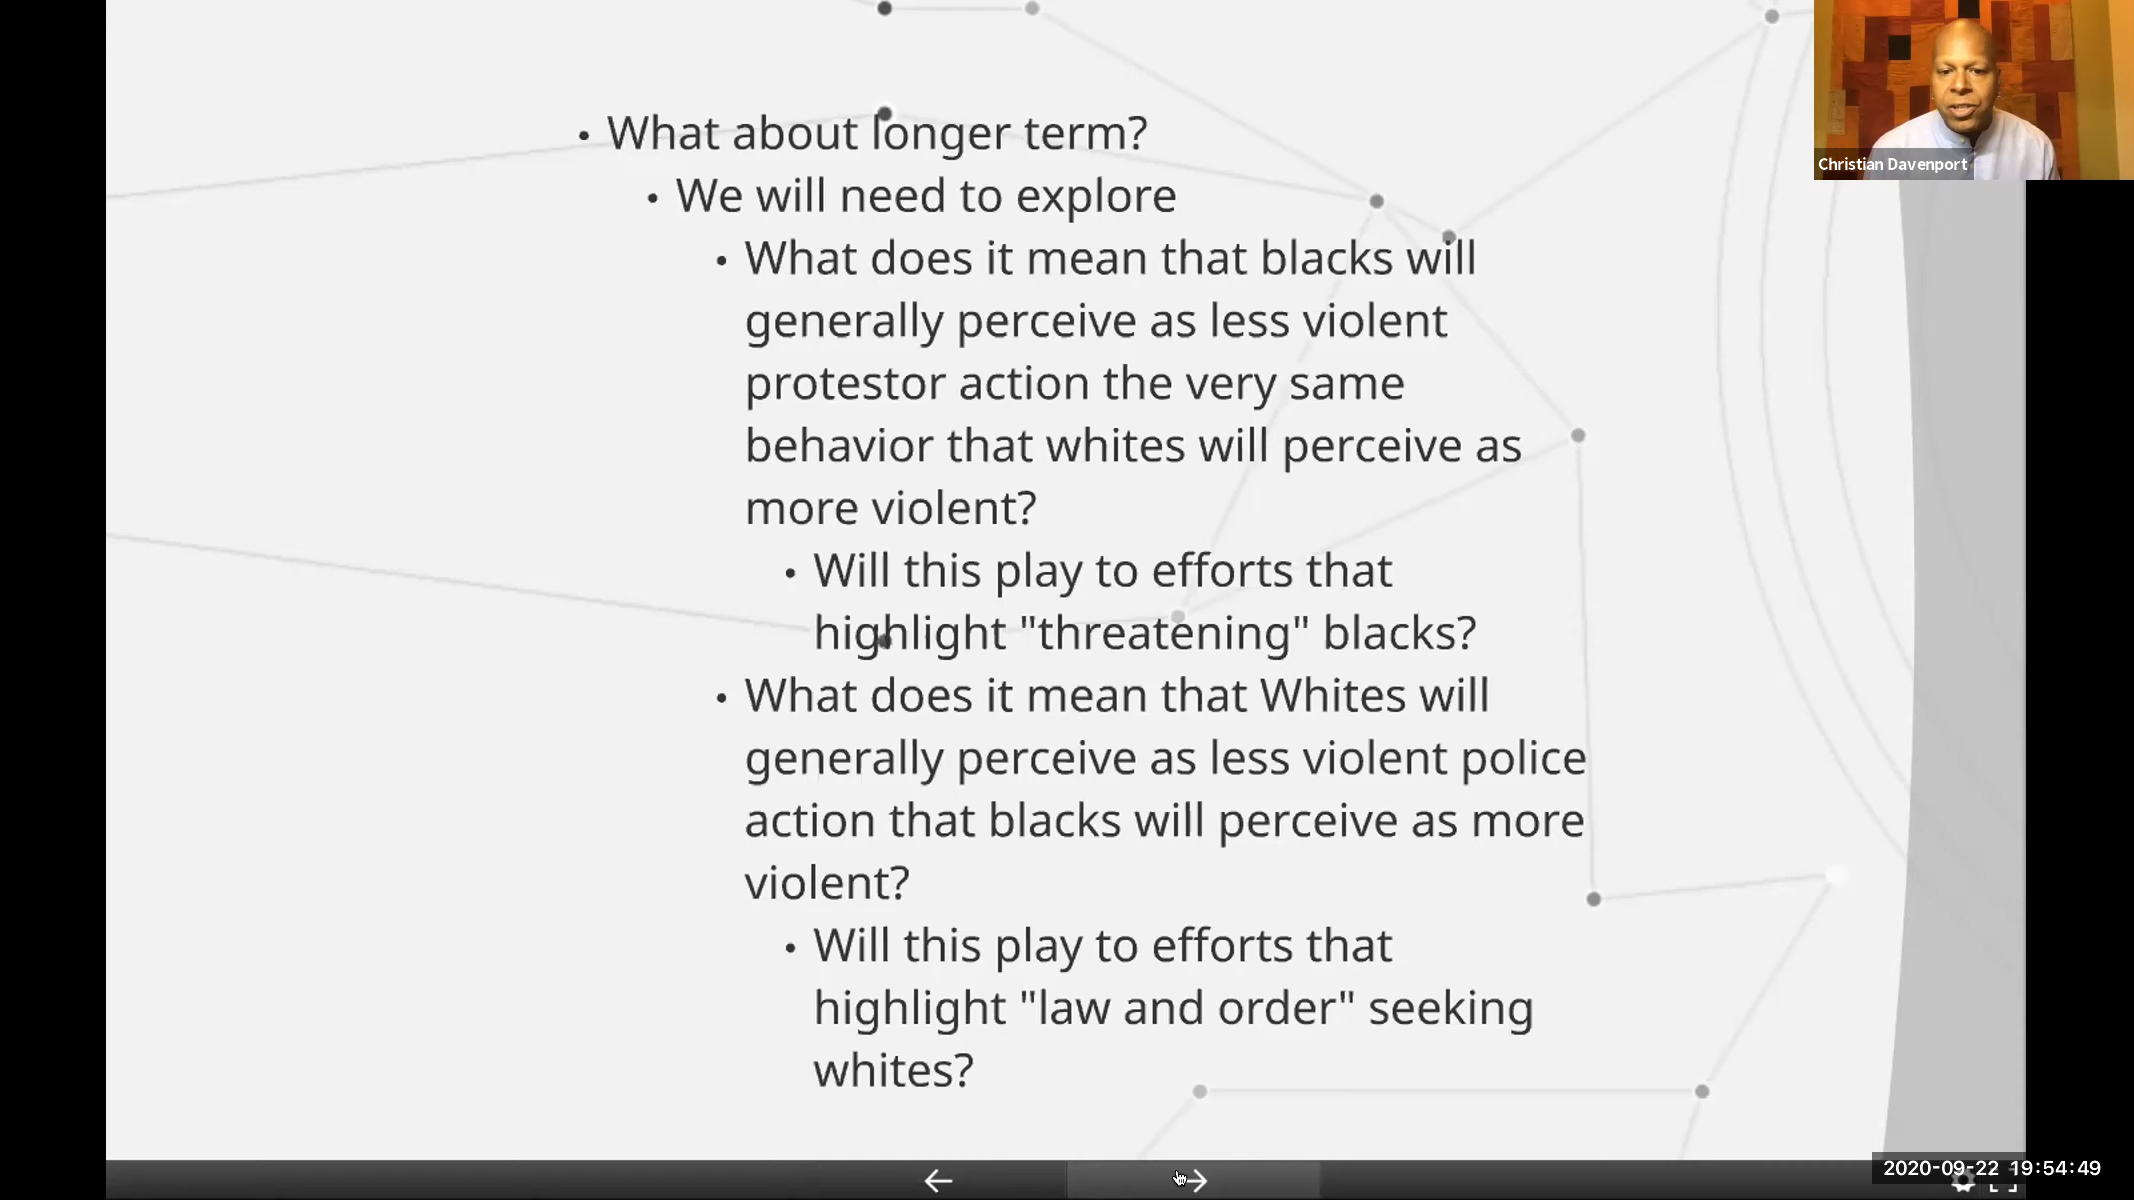 Christian Davenport
• What about longer term?
• We will need to explore
• What does it mean that blacks will
generally perceive as less violent
protestor action the very same
behavior that whites will perceive as
more violent?
• Will this play to efforts that
highlight "threatening" blacks?
• What does it mean that Whites will
generally perceive as less violent police
action that blacks will perceive as more
violent?
• Will this play to efforts that
highlight "law and order" seeking
whites?
2020-09-22 19:54:49